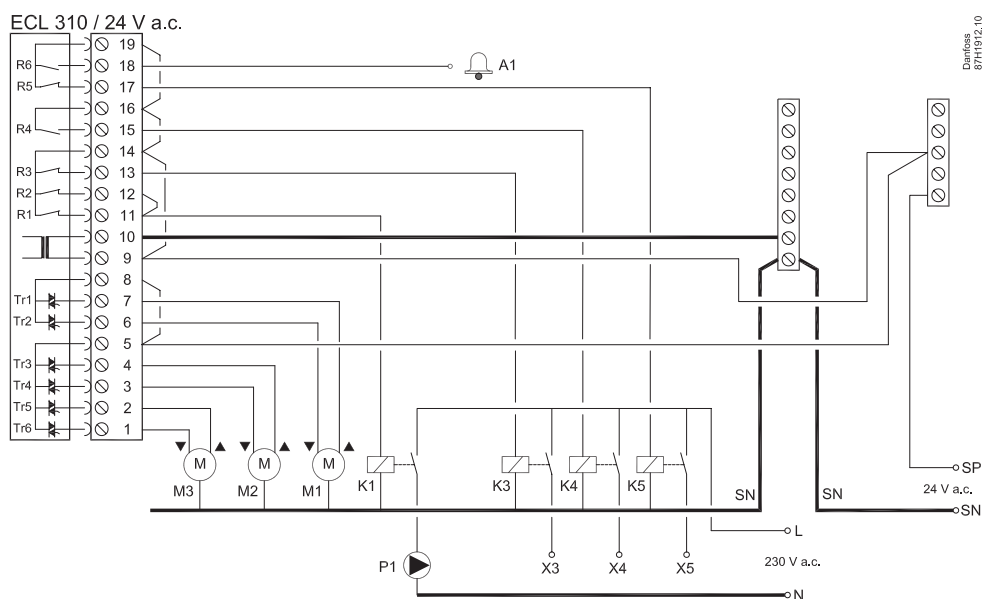 ECL 310 / 24 V a.c.
Danfoss
87H1912.10
19
R6 18 A1
R5 17
16
R4 15
14
R3 13
R2 12
R1 11
10
9
8
Tr1 7
Tr2 6
5
Tr3 4
Tr4 3
Tr5 2
Tr6 1
M M M
M3 M2 M1 K1 K3 K4 K5
SP
24 V a.c.
SN SN SN
L
P1 X3 X4 X5 230 V a.c.
N